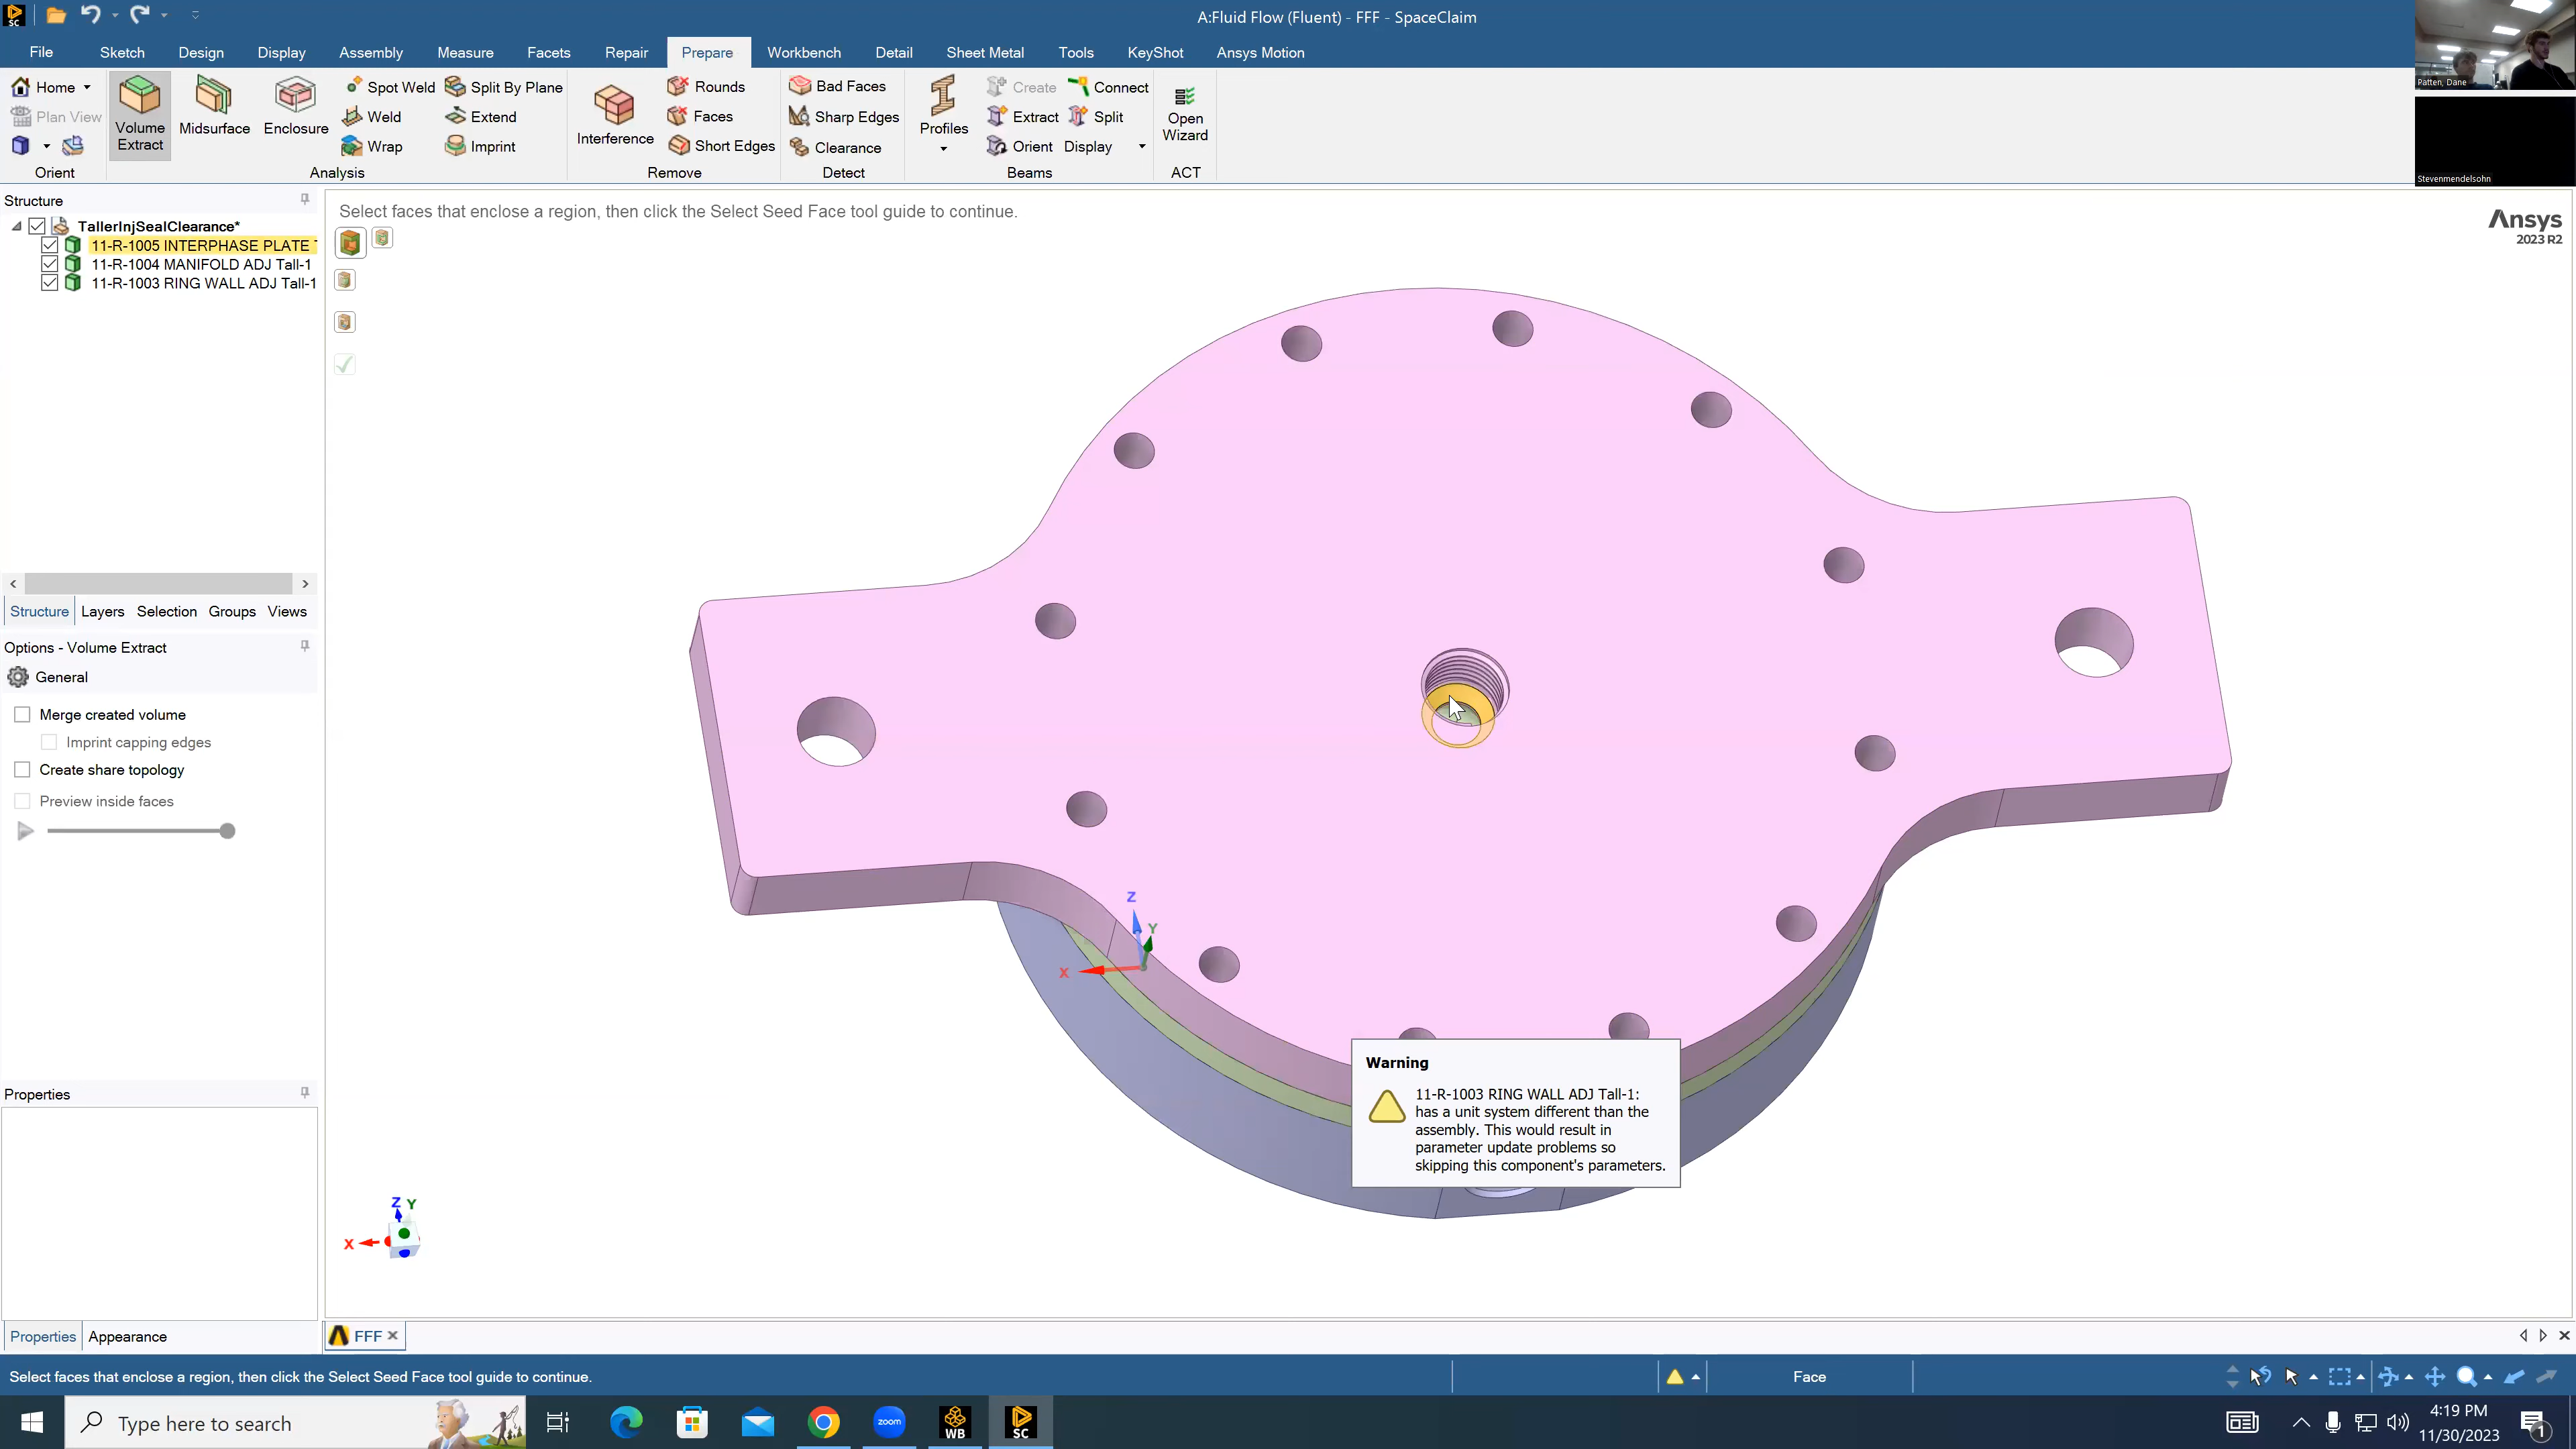 A:Fluid Flow (Fluent) - FFF - SpaceClaim
File Sketch Design Display Assembly Measure Facets Repair Prepare Workbench Detail Sheet Metal Tools KeyShot Ansys Motion
Home
Plan View
Orient
Volume Extract
Midsurface
Enclosure
Spot Weld
Weld
Wrap
Split By Plane
Extend
Imprint
Analysis
Interference
Rounds
Faces
Short Edges
Remove
Bad Faces
Sharp Edges
Clearance
Detect
Profiles
Create
Extract
Orient
Connect
Split
Display
Beams
Open Wizard
ACT
Patten, Dane
Stevenmendelsohn
Structure
TallerInjSealClearance*
11-R-1005 INTERPHASE PLATE
11-R-1004 MANIFOLD ADJ Tall-1
11-R-1003 RING WALL ADJ Tall-1
Structure Layers Selection Groups Views
Options - Volume Extract
General
Merge created volume
Imprint capping edges
Create share topology
Preview inside faces
Properties
Properties Appearance
Select faces that enclose a region, then click the Select Seed Face tool guide to continue.
Ansys
2023 R2
Z
Y
X
Warning
11-R-1003 RING WALL ADJ Tall-1:
has a unit system different than the
assembly. This would result in
parameter update problems so
skipping this component's parameters.
Z Y
X
FFF
Select faces that enclose a region, then click the Select Seed Face tool guide to continue.
Face
Type here to search
zoom
WB
SC
4:19 PM
11/30/2023
1